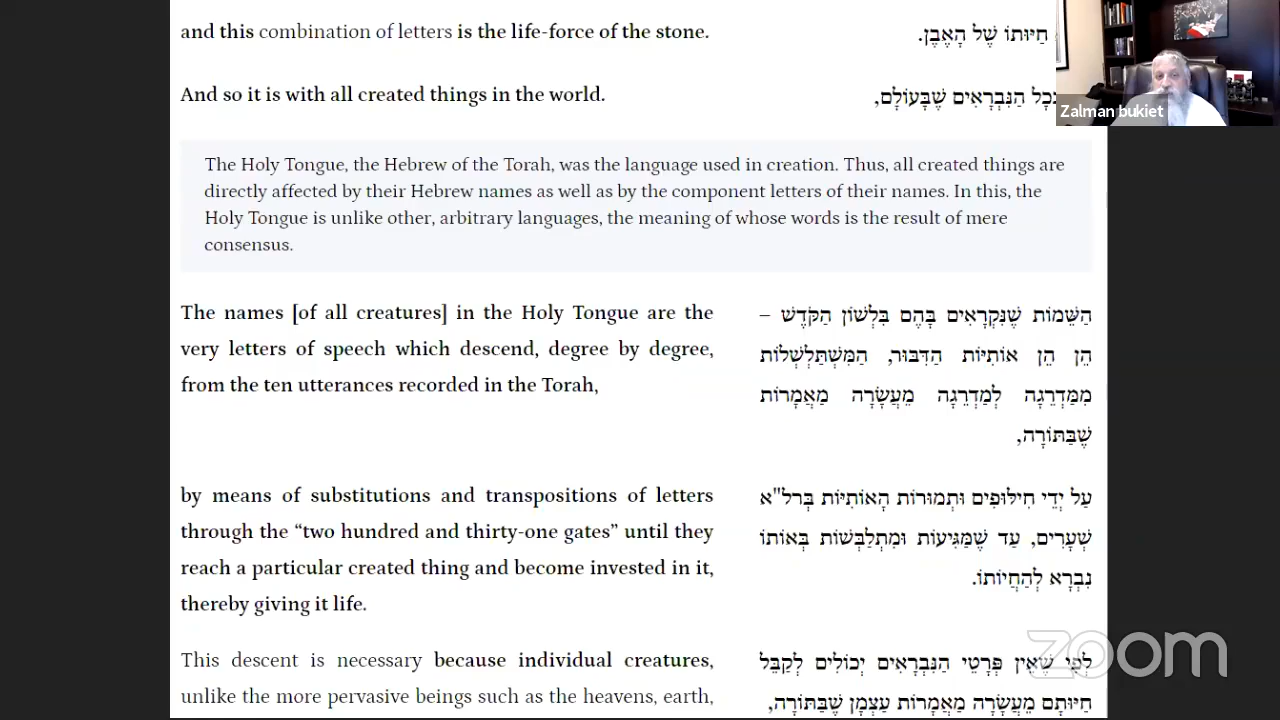 and this combination of letters is the life-force of the stone.
חַיּוּתוֹ שֶׁל הָאֶבֶן.
And so it is with all created things in the world.
הַנִּבְרָאִים שֶׁבָּעוֹלָם,
Zalman bukiet
The Holy Tongue, the Hebrew of the Torah, was the language used in creation. Thus, all created things are
directly affected by their Hebrew names as well as by the component letters of their names. In this, the
Holy Tongue is unlike other, arbitrary languages, the meaning of whose words is the result of mere
consensus.
The names [of all creatures] in the Holy Tongue are the
very letters of speech which descend, degree by degree,
from the ten utterances recorded in the Torah,
הַשֵּׁמוֹת שֶׁנִּקְרָאִים בָּהֶם בִּלְשׁוֹן הַקֹּדֶשׁ –
הֵן הֵן אוֹתִיּוֹת הַדִּבּוּר, הַמִּשְׁתַּלְשְׁלוֹת
מִמַּדְרֵגָה לְמַדְרֵגָה מֵעֲשָׂרָה מַאֲמָרוֹת
שֶׁבַּתּוֹרָה,
by means of substitutions and transpositions of letters
through the “two hundred and thirty-one gates” until they
reach a particular created thing and become invested in it,
thereby giving it life.
עַל יְדֵי חִילּוּפִים וּתְמוּרוֹת הָאוֹתִיּוֹת בְּרל"א
שְׁעָרִים, עַד שֶׁמַּגִּיעוֹת וּמִתְלַבְּשׁוֹת בְּאוֹתוֹ
נִבְרָא לְהַחֲיוֹתוֹ.
This descent is necessary because individual creatures,
unlike the more pervasive beings such as the heavens, earth,
לְפִי שֶׁאֵין פְּרָטֵי הַנִּבְרָאִים יְכוֹלִים לְקַבֵּל
חַיּוּתָם מֵעֲשָׂרָה מַאֲמָרוֹת עַצְמָן שֶׁבַּתּוֹרָה,
zoom